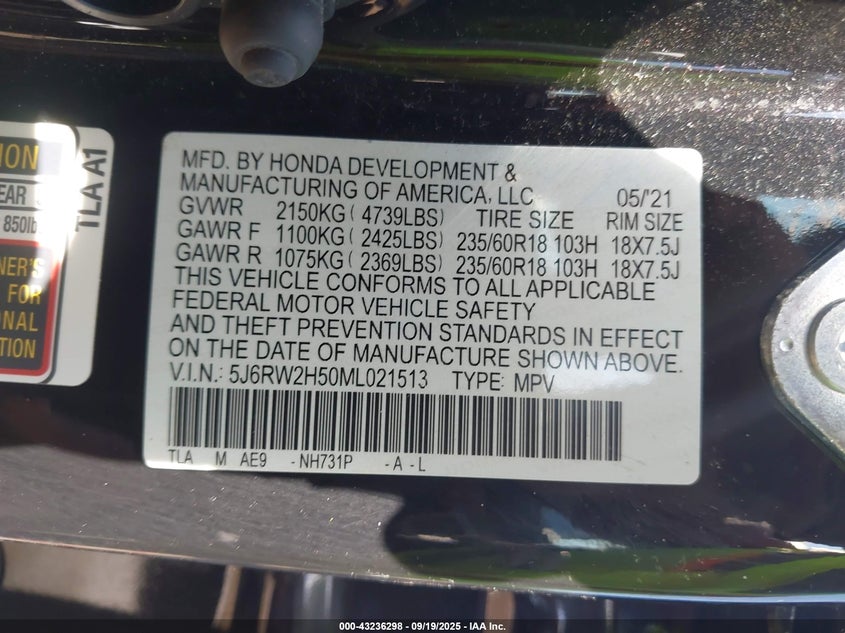 MFD. BY HONDA DEVELOPMENT &
MANUFACTURING OF AMERICA, LLC 05/'21
GVWR 2150KG ( 4739LBS) TIRE SIZE RIM SIZE
GAWR F 1100KG ( 2425LBS) 235/60R18 103H 18X7.5J
GAWR R 1075KG ( 2369LBS) 235/60R18 103H 18X7.5J
THIS VEHICLE CONFORMS TO ALL APPLICABLE
FEDERAL MOTOR VEHICLE SAFETY
AND THEFT PREVENTION STANDARDS IN EFFECT
ON THE DATE OF MANUFACTURE SHOWN ABOVE.
V.I.N.: 5J6RW2H50ML021513 TYPE: MPV
TLA M AE9 -NH731P -A -L
ION
EAR
850lb
NER'S
FOR
ONAL
TION
TLA A1
000-43236298 - 09/19/2025 - IAA Inc.